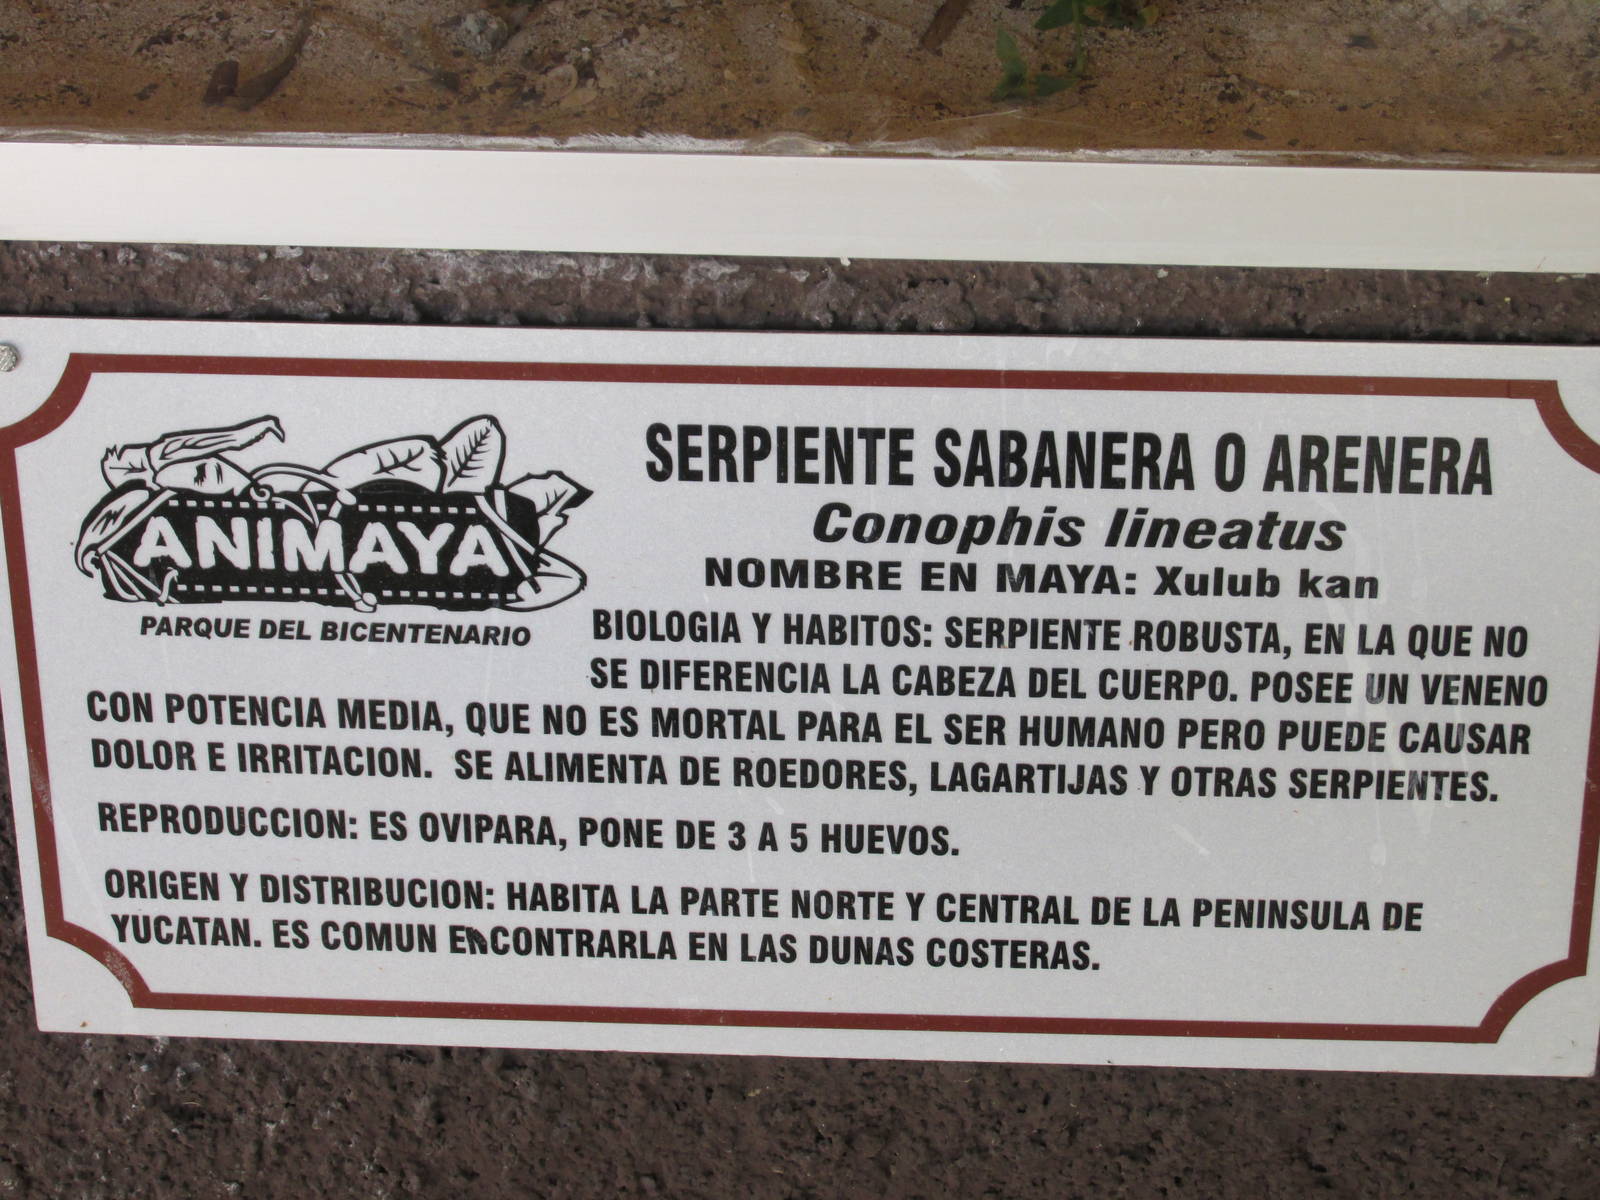 ANIMAYA
PARQUE DEL BICENTENARIO
SERPIENTE SABANERA O ARENERA
Conophis lineatus
NOMBRE EN MAYA: Xulub kan
BIOLOGIA Y HABITOS: SERPIENTE ROBUSTA, EN LA QUE NO
SE DIFERENCIA LA CABEZA DEL CUERPO. POSEE UN VENENO
CON POTENCIA MEDIA, QUE NO ES MORTAL PARA EL SER HUMANO PERO PUEDE CAUSAR
DOLOR E IRRITACION. SE ALIMENTA DE ROEDORES, LAGARTIJAS Y OTRAS SERPIENTES.
REPRODUCCION: ES OVIPARA, PONE DE 3 A 5 HUEVOS.
ORIGEN Y DISTRIBUCION: HABITA LA PARTE NORTE Y CENTRAL DE LA PENINSULA DE
YUCATAN. ES COMUN ENCONTRARLA EN LAS DUNAS COSTERAS.